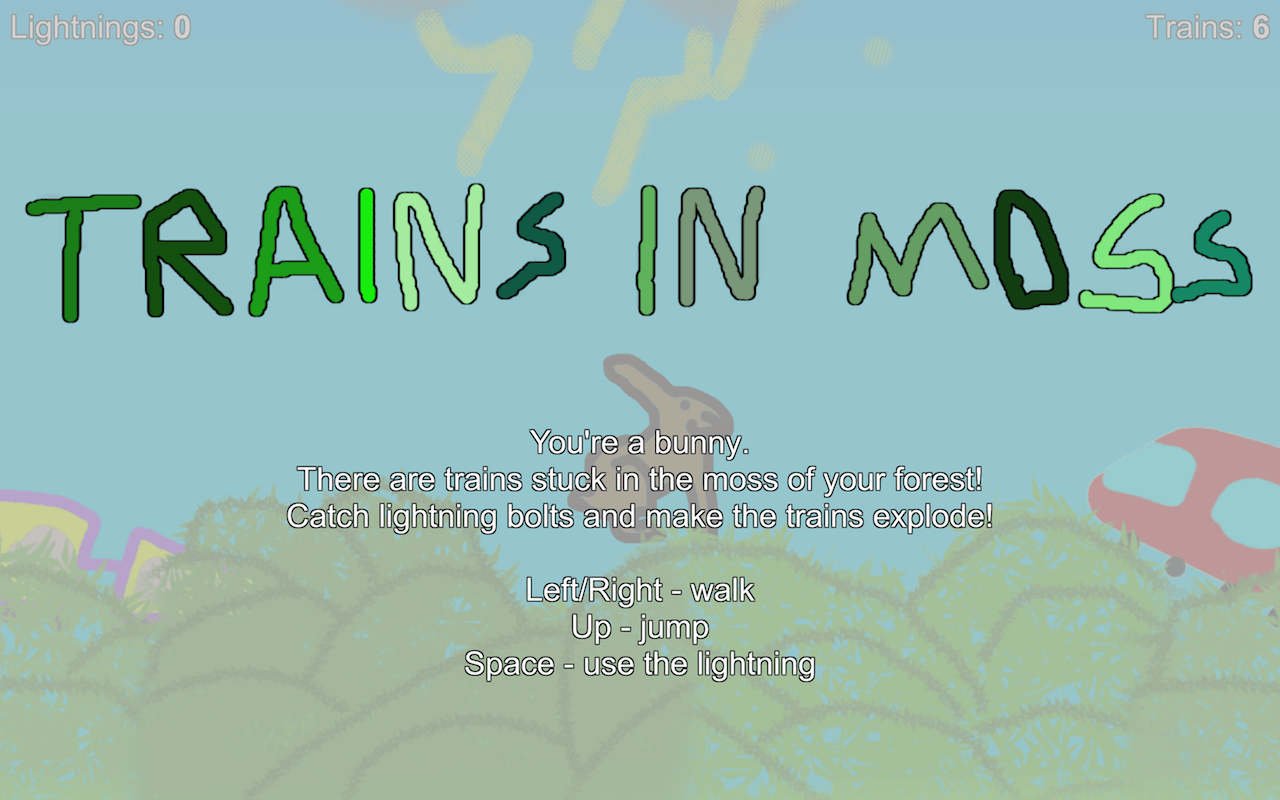 Lightnings: 0
Trains: 6
TRAINS IN MOSS
You're a bunny.
There are trains stuck in the moss of your forest!
Catch lightning bolts and make the trains explode!
Left/Right - walk
Up - jump
Space - use the lightning